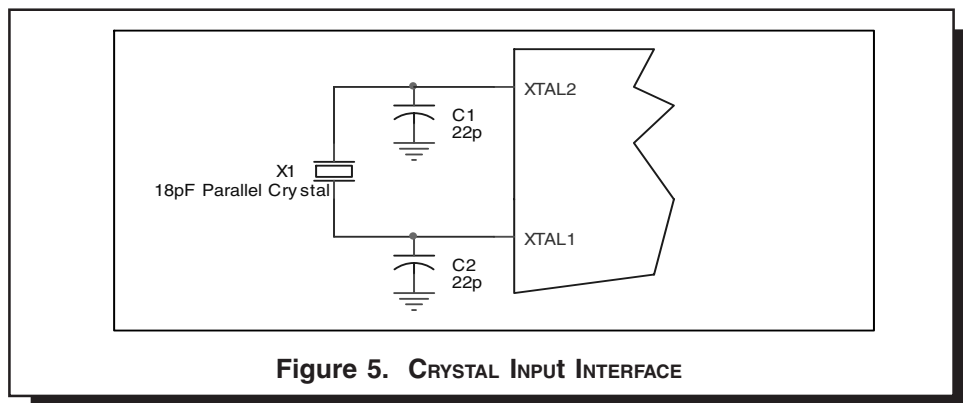 XTAL2
C1
22p
X1
18pF Parallel Crystal
XTAL1
C2
22p
Figure 5. CRYSTAL INPUt INTERFACE